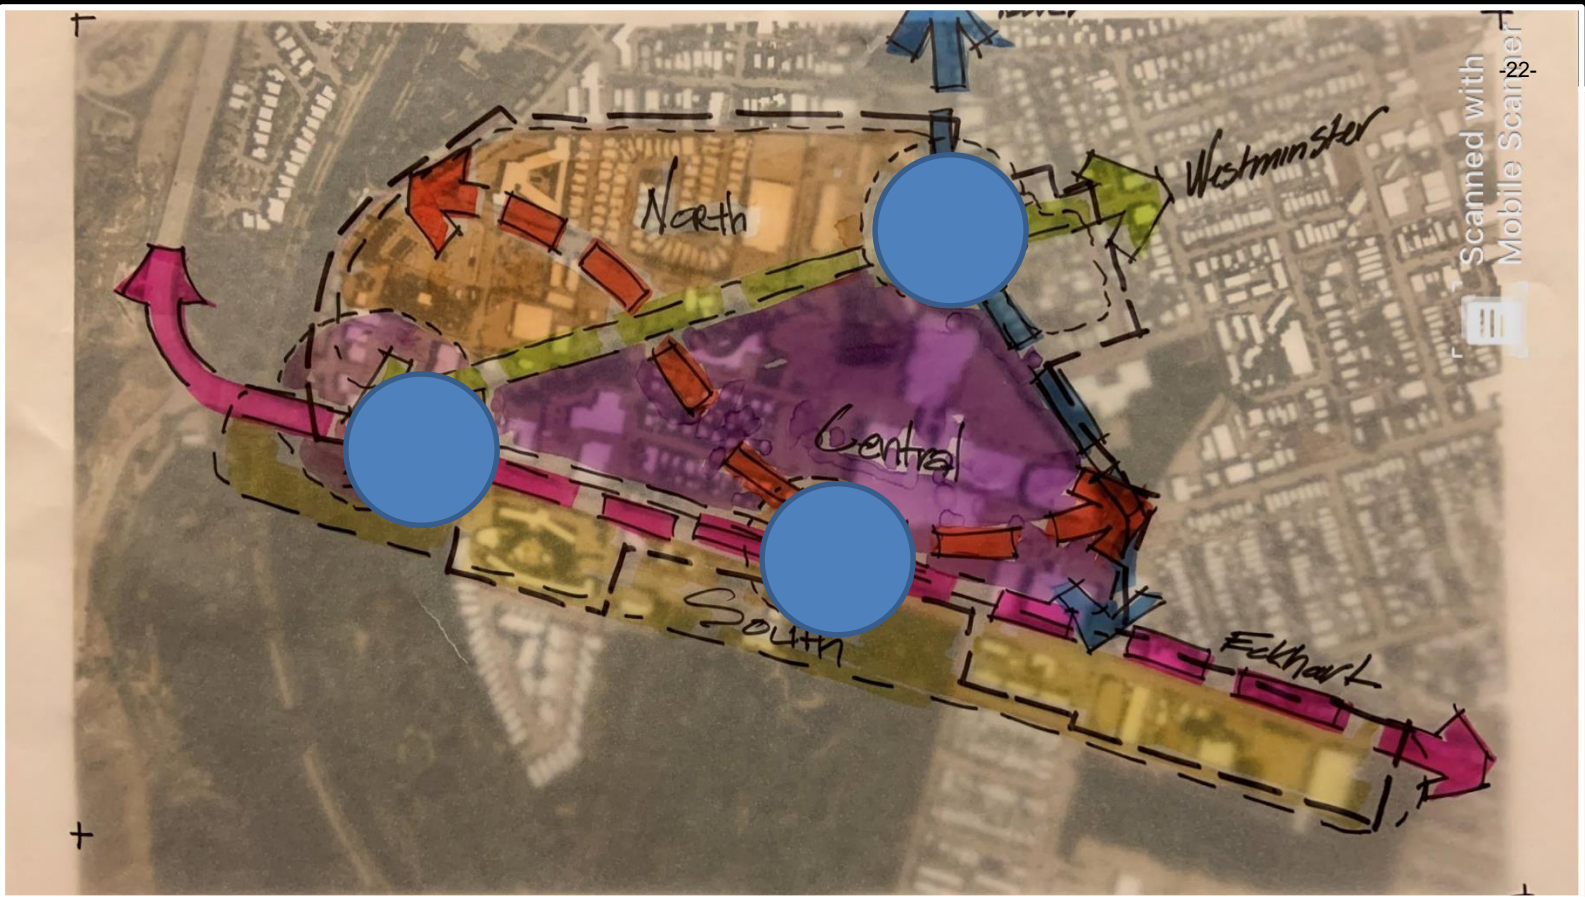 -22-
Scanned with
Mobile Scanner
Westminster
North
Central
South
Eckhart